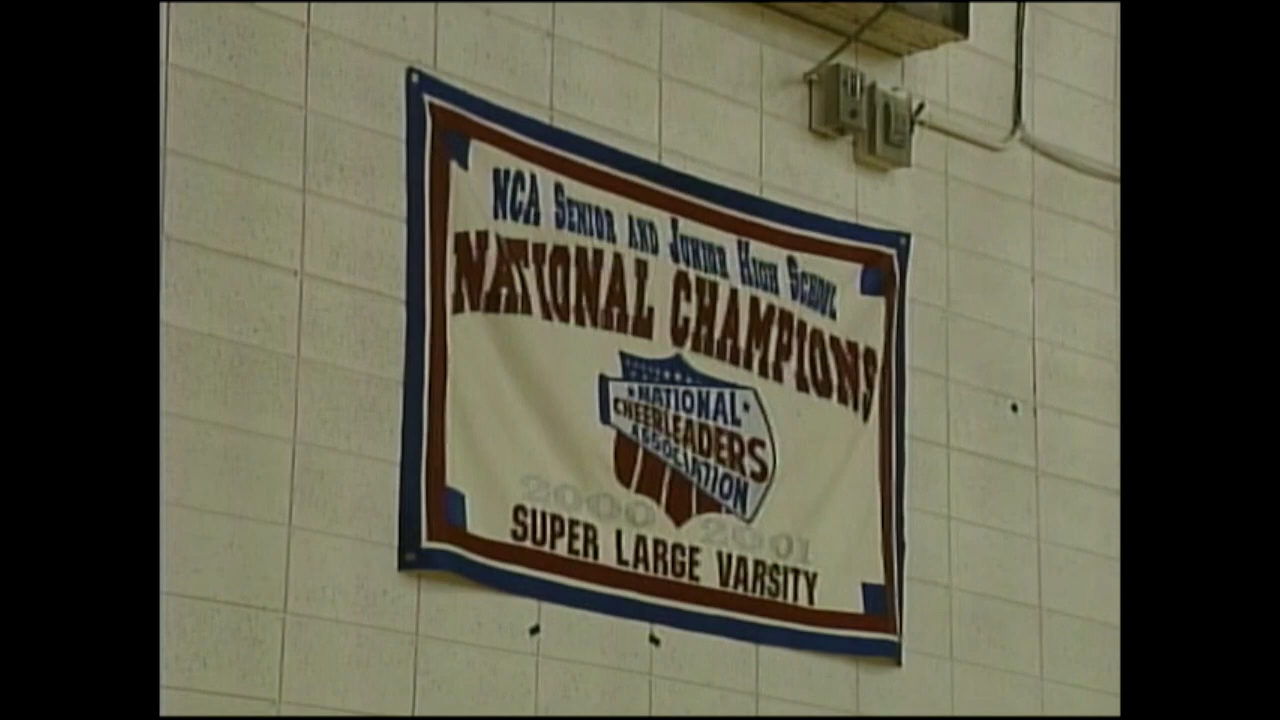 NCA SENIOR AND JUNIOR HIGH SCHOOL
NATIONAL CHAMPIONS
NATIONAL
CHEERLEADERS
ASSOCIATION
2000 2001
SUPER LARGE VARSITY